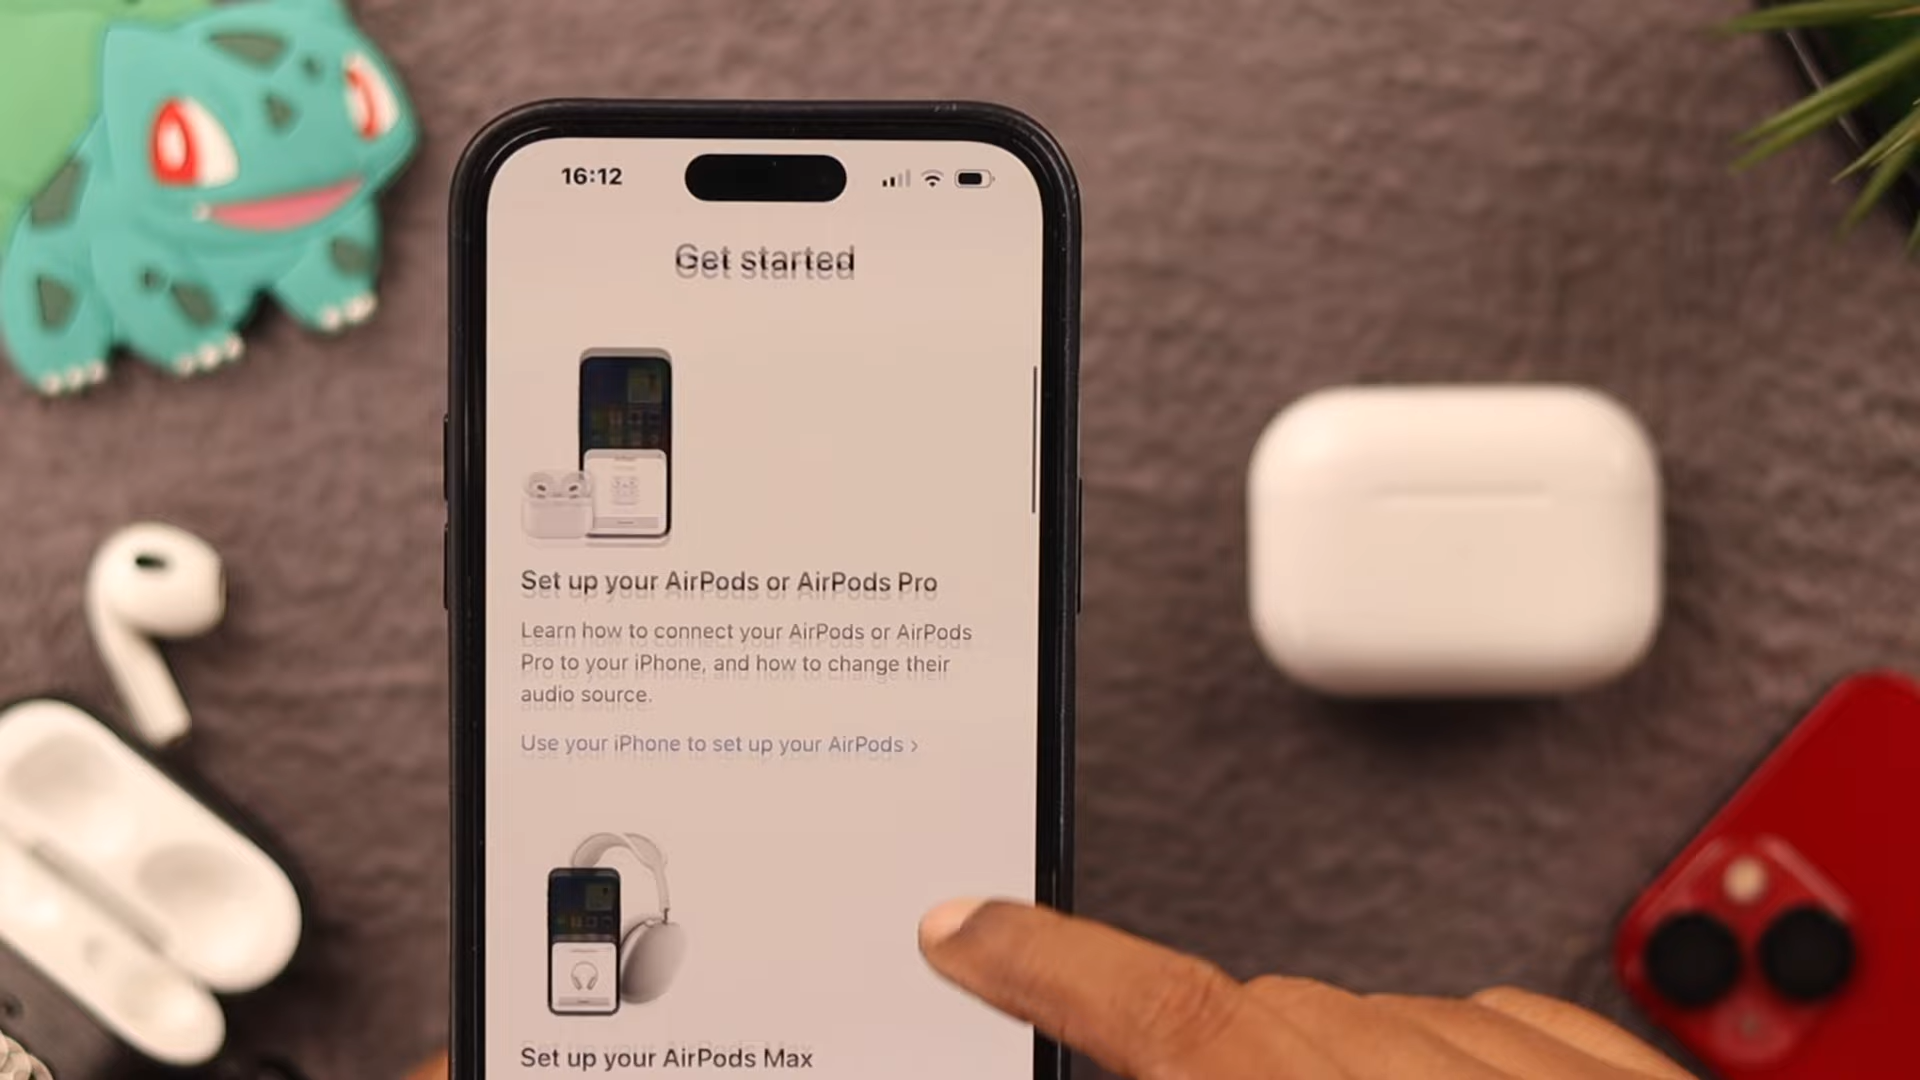 16:12
Get started
Set up your AirPods or AirPods Pro
Learn how to connect your AirPods or AirPods
Pro to your iPhone, and how to change their
audio source.
Use your iPhone to set up your AirPods >
Set up your AirPods Max